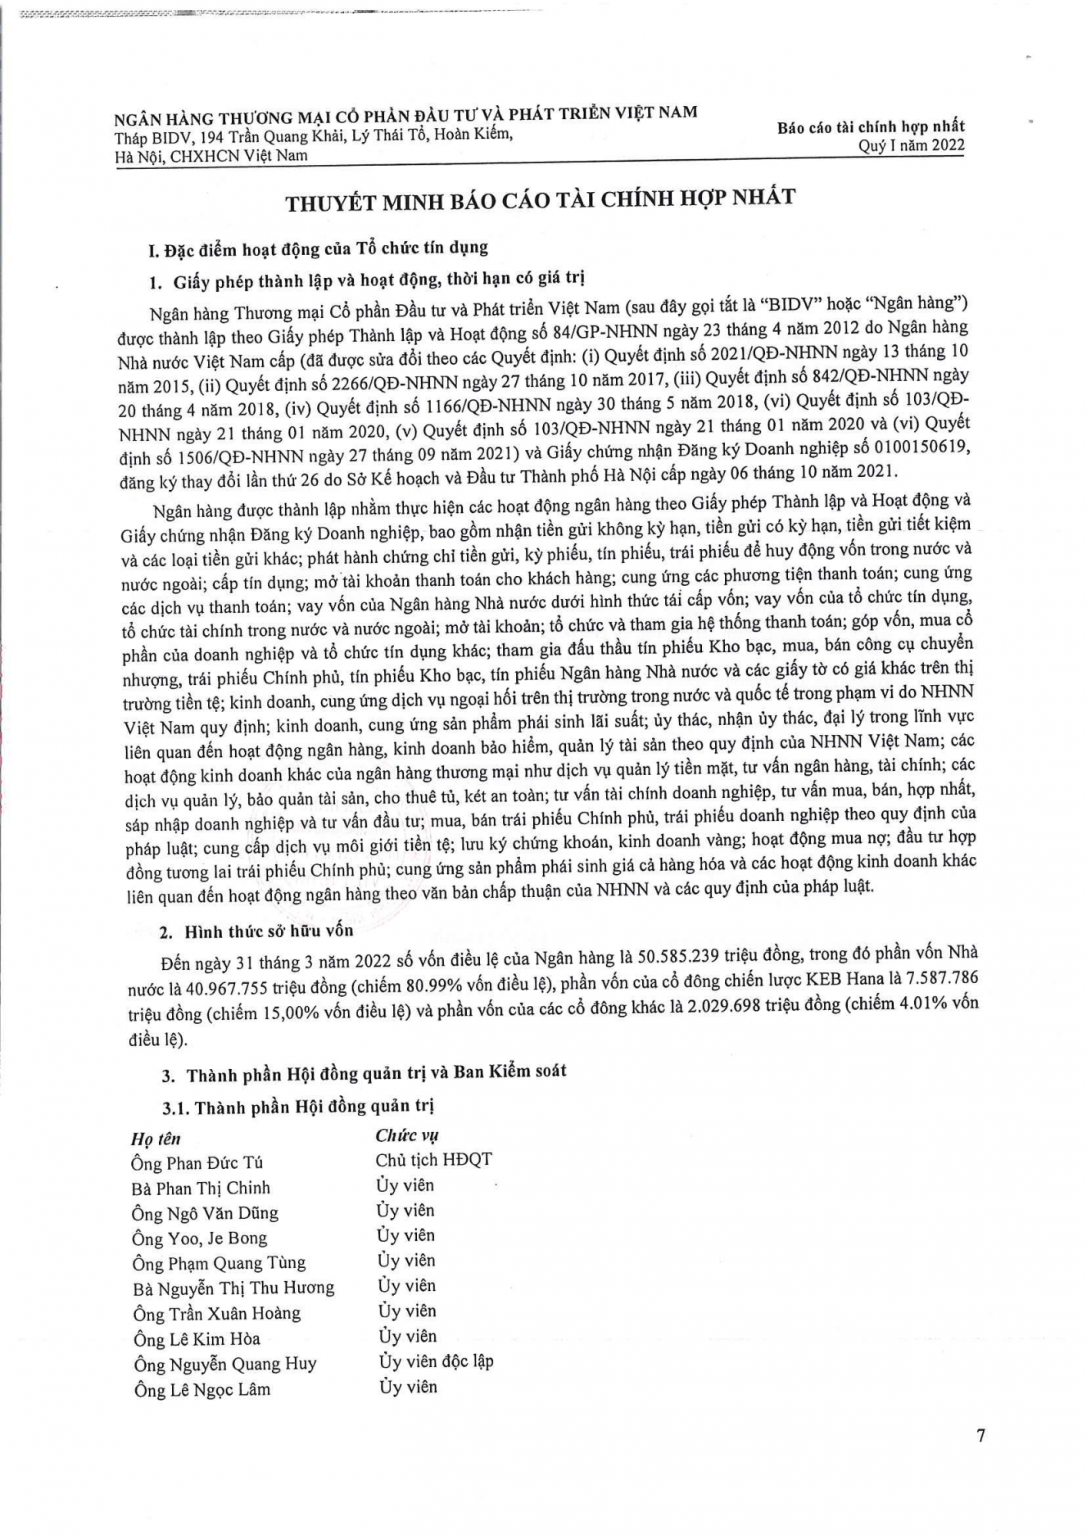 NGÂN HÀNG THƯƠNG MẠI CỔ PHẦN ĐẦU TƯ VÀ PHÁT TRIỂN VIỆT NAM
Tháp BIDV, 194 Trần Quang Khải, Lý Thái Tổ, Hoàn Kiếm,
Hà Nội, CHXHCN Việt Nam
Báo cáo tài chính hợp nhất
Quý I năm 2022
THUYẾT MINH BÁO CÁO TÀI CHÍNH HỢP NHẤT
I. Đặc điểm hoạt động của Tổ chức tín dụng
1. Giấy phép thành lập và hoạt động, thời hạn có giá trị
Ngân hàng Thương mại Cổ phần Đầu tư và Phát triển Việt Nam (sau đây gọi tắt là “BIDV” hoặc “Ngân hàng”)
được thành lập theo Giấy phép Thành lập và Hoạt động số 84/GP-NHNN ngày 23 tháng 4 năm 2012 do Ngân hàng
Nhà nước Việt Nam cấp (đã được sửa đổi theo các Quyết định: (i) Quyết định số 2021/QĐ-NHNN ngày 13 tháng 10
năm 2015, (ii) Quyết định số 2266/QĐ-NHNN ngày 27 tháng 10 năm 2017, (iii) Quyết định số 842/QĐ-NHNN ngày
20 tháng 4 năm 2018, (iv) Quyết định số 1166/QĐ-NHNN ngày 30 tháng 5 năm 2018, (vi) Quyết định số 103/QĐ-
NHNN ngày 21 tháng 01 năm 2020, (v) Quyết định số 103/QĐ-NHNN ngày 21 tháng 01 năm 2020 và (vi) Quyết
định số 1506/QĐ-NHNN ngày 27 tháng 09 năm 2021) và Giấy chứng nhận Đăng ký Doanh nghiệp số 0100150619,
đăng ký thay đổi lần thứ 26 do Sở Kế hoạch và Đầu tư Thành phố Hà Nội cấp ngày 06 tháng 10 năm 2021.
Ngân hàng được thành lập nhằm thực hiện các hoạt động ngân hàng theo Giấy phép Thành lập và Hoạt động và
Giấy chứng nhận Đăng ký Doanh nghiệp, bao gồm nhận tiền gửi không kỳ hạn, tiền gửi có kỳ hạn, tiền gửi tiết kiệm
và các loại tiền gửi khác; phát hành chứng chỉ tiền gửi, kỳ phiếu, tín phiếu, trái phiếu để huy động vốn trong nước và
nước ngoài; cấp tín dụng; mở tài khoản thanh toán cho khách hàng; cung ứng các phương tiện thanh toán; cung ứng
các dịch vụ thanh toán; vay vốn của Ngân hàng Nhà nước dưới hình thức tái cấp vốn; vay vốn của tổ chức tín dụng,
tổ chức tài chính trong nước và nước ngoài; mở tài khoản; tổ chức và tham gia hệ thống thanh toán; góp vốn, mua cổ
phần của doanh nghiệp và tổ chức tín dụng khác; tham gia đấu thầu tín phiếu Kho bạc, mua, bán công cụ chuyển
nhượng, trái phiếu Chính phủ, tín phiếu Kho bạc, tín phiếu Ngân hàng Nhà nước và các giấy tờ có giá khác trên thị
trường tiền tệ; kinh doanh, cung ứng dịch vụ ngoại hối trên thị trường trong nước và quốc tế trong phạm vi do NHNN
Việt Nam quy định; kinh doanh, cung ứng sản phẩm phái sinh lãi suất; ủy thác, nhận ủy thác, đại lý trong lĩnh vực
liên quan đến hoạt động ngân hàng, kinh doanh bảo hiểm, quản lý tài sản theo quy định của NHNN Việt Nam; các
hoạt động kinh doanh khác của ngân hàng thương mại như dịch vụ quản lý tiền mặt, tư vấn ngân hàng, tài chính; các
dịch vụ quản lý, bảo quản tài sản, cho thuê tủ, két an toàn; tư vấn tài chính doanh nghiệp, tư vấn mua, bán, hợp nhất,
sáp nhập doanh nghiệp và tư vấn đầu tư; mua, bán trái phiếu Chính phủ, trái phiếu doanh nghiệp theo quy định của
pháp luật; cung cấp dịch vụ môi giới tiền tệ; lưu ký chứng khoán, kinh doanh vàng; hoạt động mua nợ; đầu tư hợp
đồng tương lai trái phiếu Chính phủ; cung ứng sản phẩm phái sinh giá cả hàng hóa và các hoạt động kinh doanh khác
liên quan đến hoạt động ngân hàng theo văn bản chấp thuận của NHNN và các quy định của pháp luật.
2. Hình thức sở hữu vốn
Đến ngày 31 tháng 3 năm 2022 số vốn điều lệ của Ngân hàng là 50.585.239 triệu đồng, trong đó phần vốn Nhà
nước là 40.967.755 triệu đồng (chiếm 80.99% vốn điều lệ), phần vốn của cổ đông chiến lược KEB Hana là 7.587.786
triệu đồng (chiếm 15,00% vốn điều lệ) và phần vốn của các cổ đông khác là 2.029.698 triệu đồng (chiếm 4.01% vốn
điều lệ).
3. Thành phần Hội đồng quản trị và Ban Kiểm soát
3.1. Thành phần Hội đồng quản trị
Họ tên Chức vụ
Ông Phan Đức Tú Chủ tịch HĐQT
Bà Phan Thị Chinh Ủy viên
Ông Ngô Văn Dũng Ủy viên
Ông Yoo, Je Bong Ủy viên
Ông Phạm Quang Tùng Ủy viên
Bà Nguyễn Thị Thu Hương Ủy viên
Ông Trần Xuân Hoàng Ủy viên
Ông Lê Kim Hòa Ủy viên
Ông Nguyễn Quang Huy Ủy viên độc lập
Ông Lê Ngọc Lâm Ủy viên
7